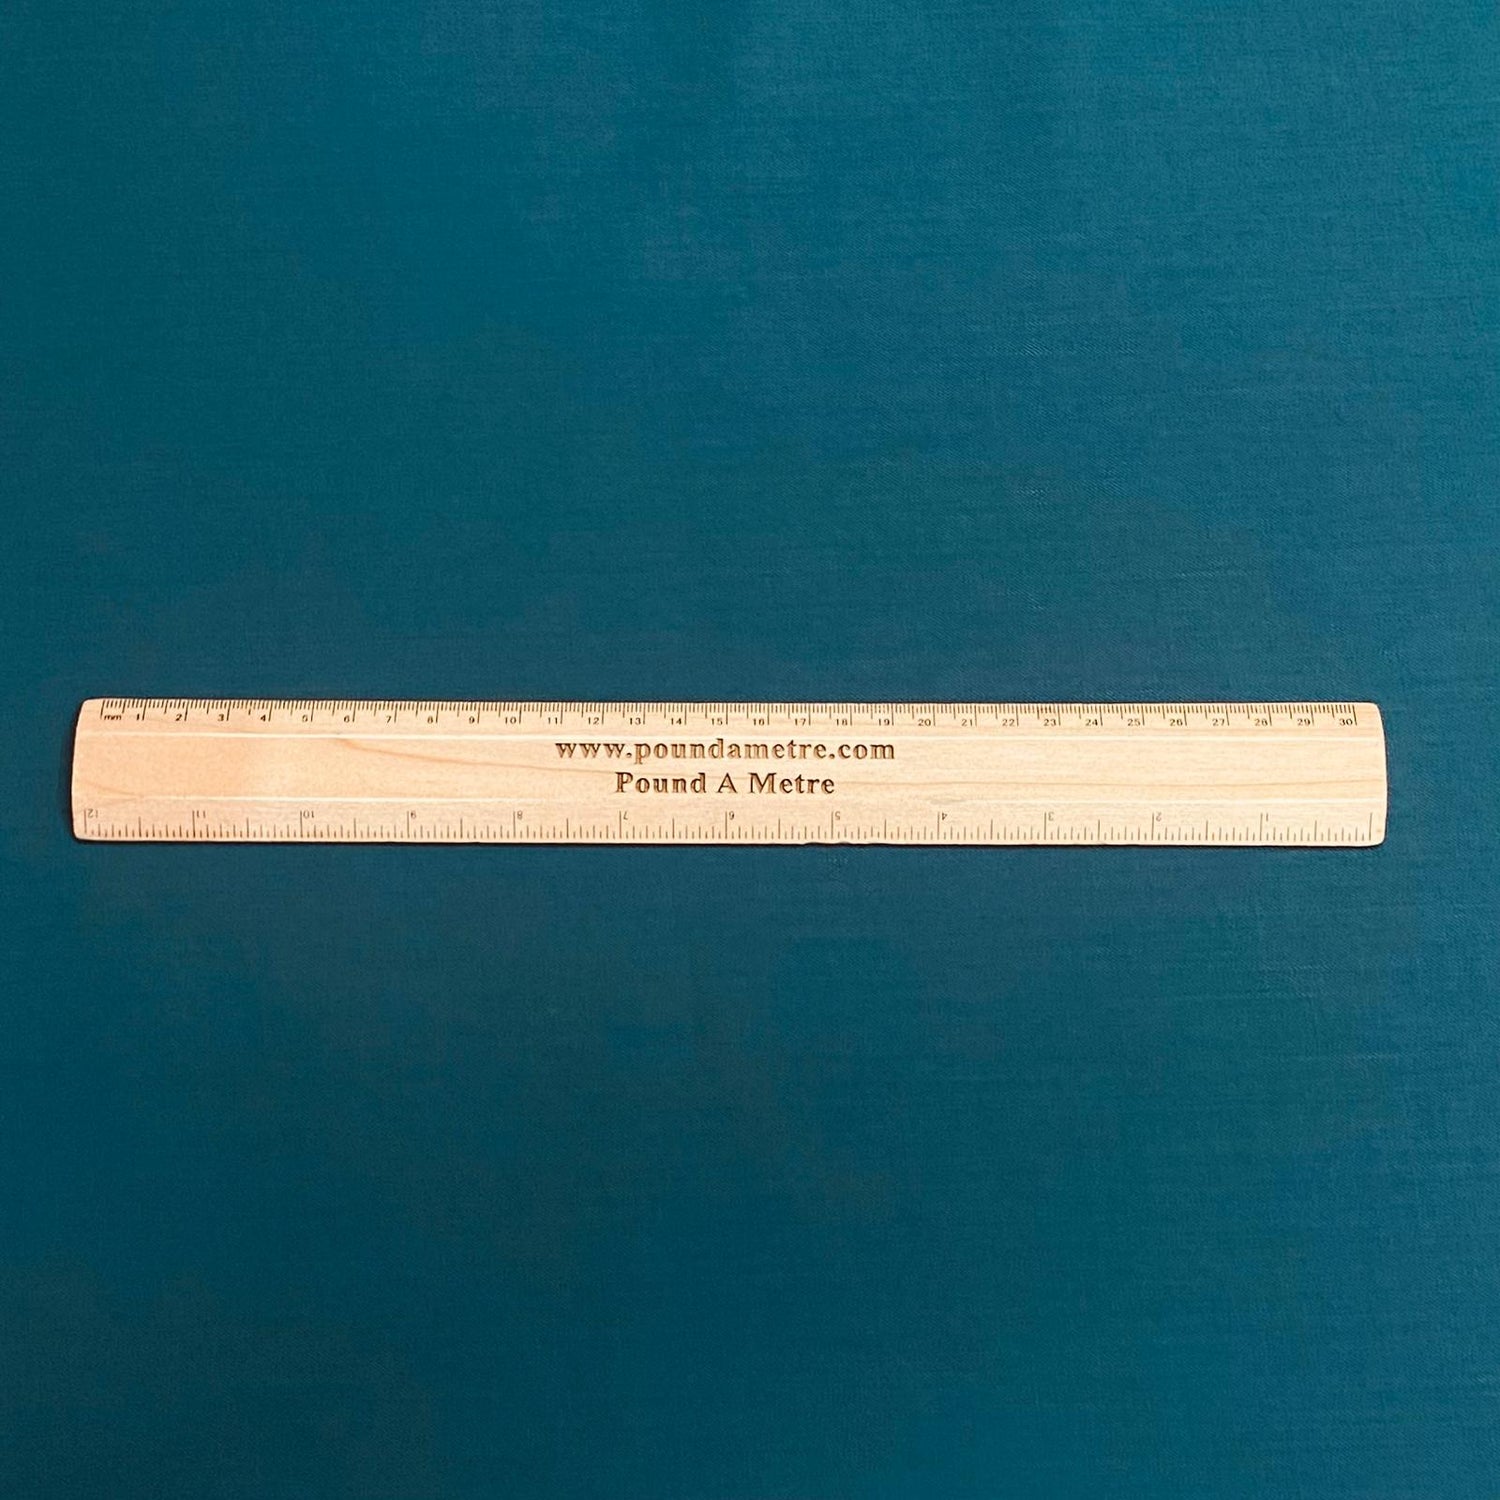 mm 1 2 3 4 5 6 7 8 9 10 11 12 13 14 15 16 17 18 19 20 21 22 23 24 25 26 27 28 29 30
www.poundametre.com
Pound A Metre
12 11 10 9 8 7 6 5 4 3 2 1